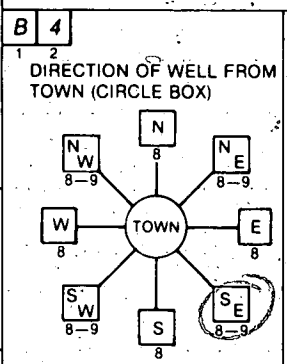 B 4
1 2
DIRECTION OF WELL FROM
TOWN (CIRCLE BOX)
N
8
N W
8-9
N E
8-9
W
8
TOWN
E
8
S W
8-9
S E
8-9
S
8